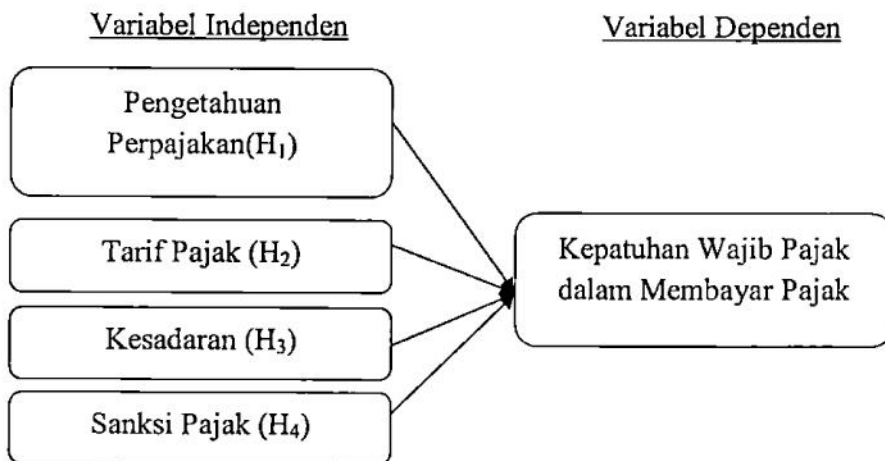 Variabel Independen
Variabel Dependen
Pengetahuan
Perpajakan(H₁)
Tarif Pajak (H₂)
Kesadaran (H₃)
Sanksi Pajak (H₄)
Kepatuhan Wajib Pajak
dalam Membayar Pajak